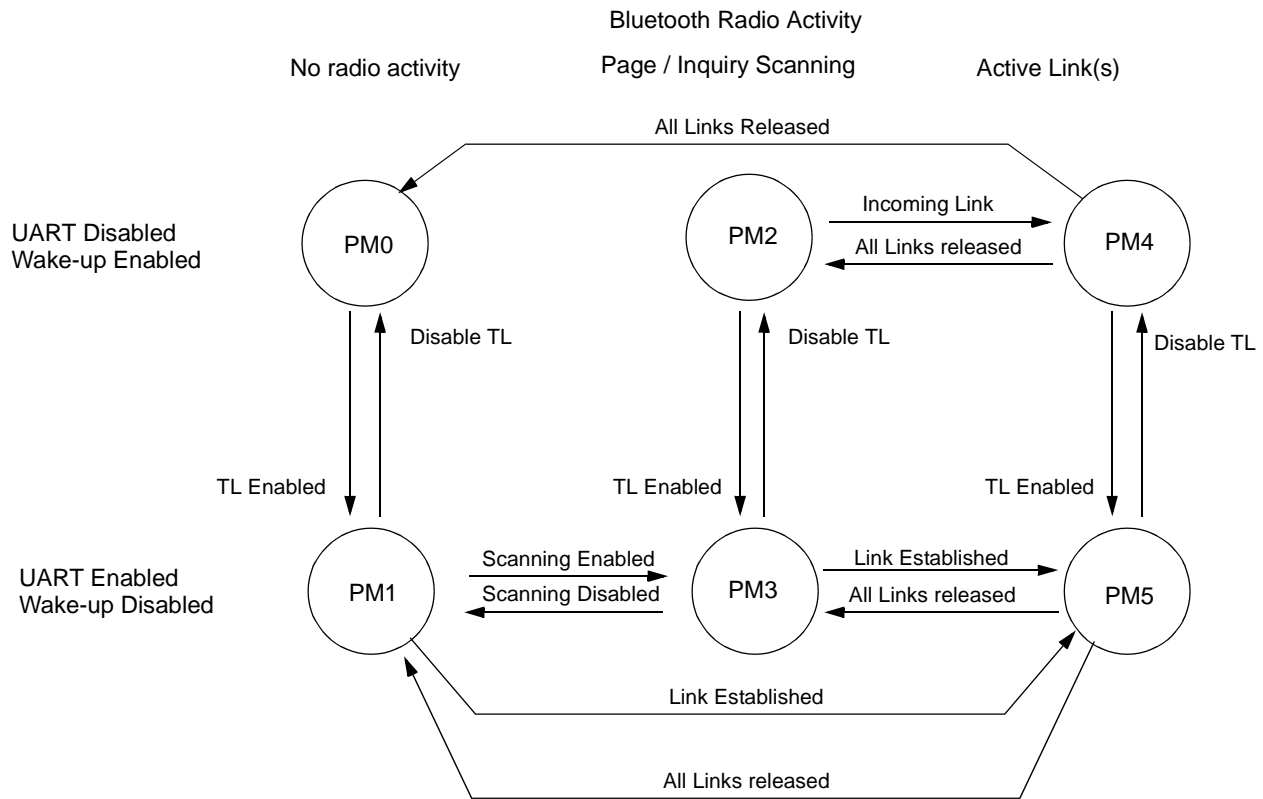 Bluetooth Radio Activity
No radio activity
Page / Inquiry Scanning
Active Link(s)
All Links Released
UART Disabled
Wake-up Enabled
PM0
PM2
Incoming Link
All Links released
PM4
Disable TL
Disable TL
Disable TL
TL Enabled
TL Enabled
TL Enabled
UART Enabled
Wake-up Disabled
PM1
Scanning Enabled
Scanning Disabled
PM3
Link Established
All Links released
PM5
Link Established
All Links released